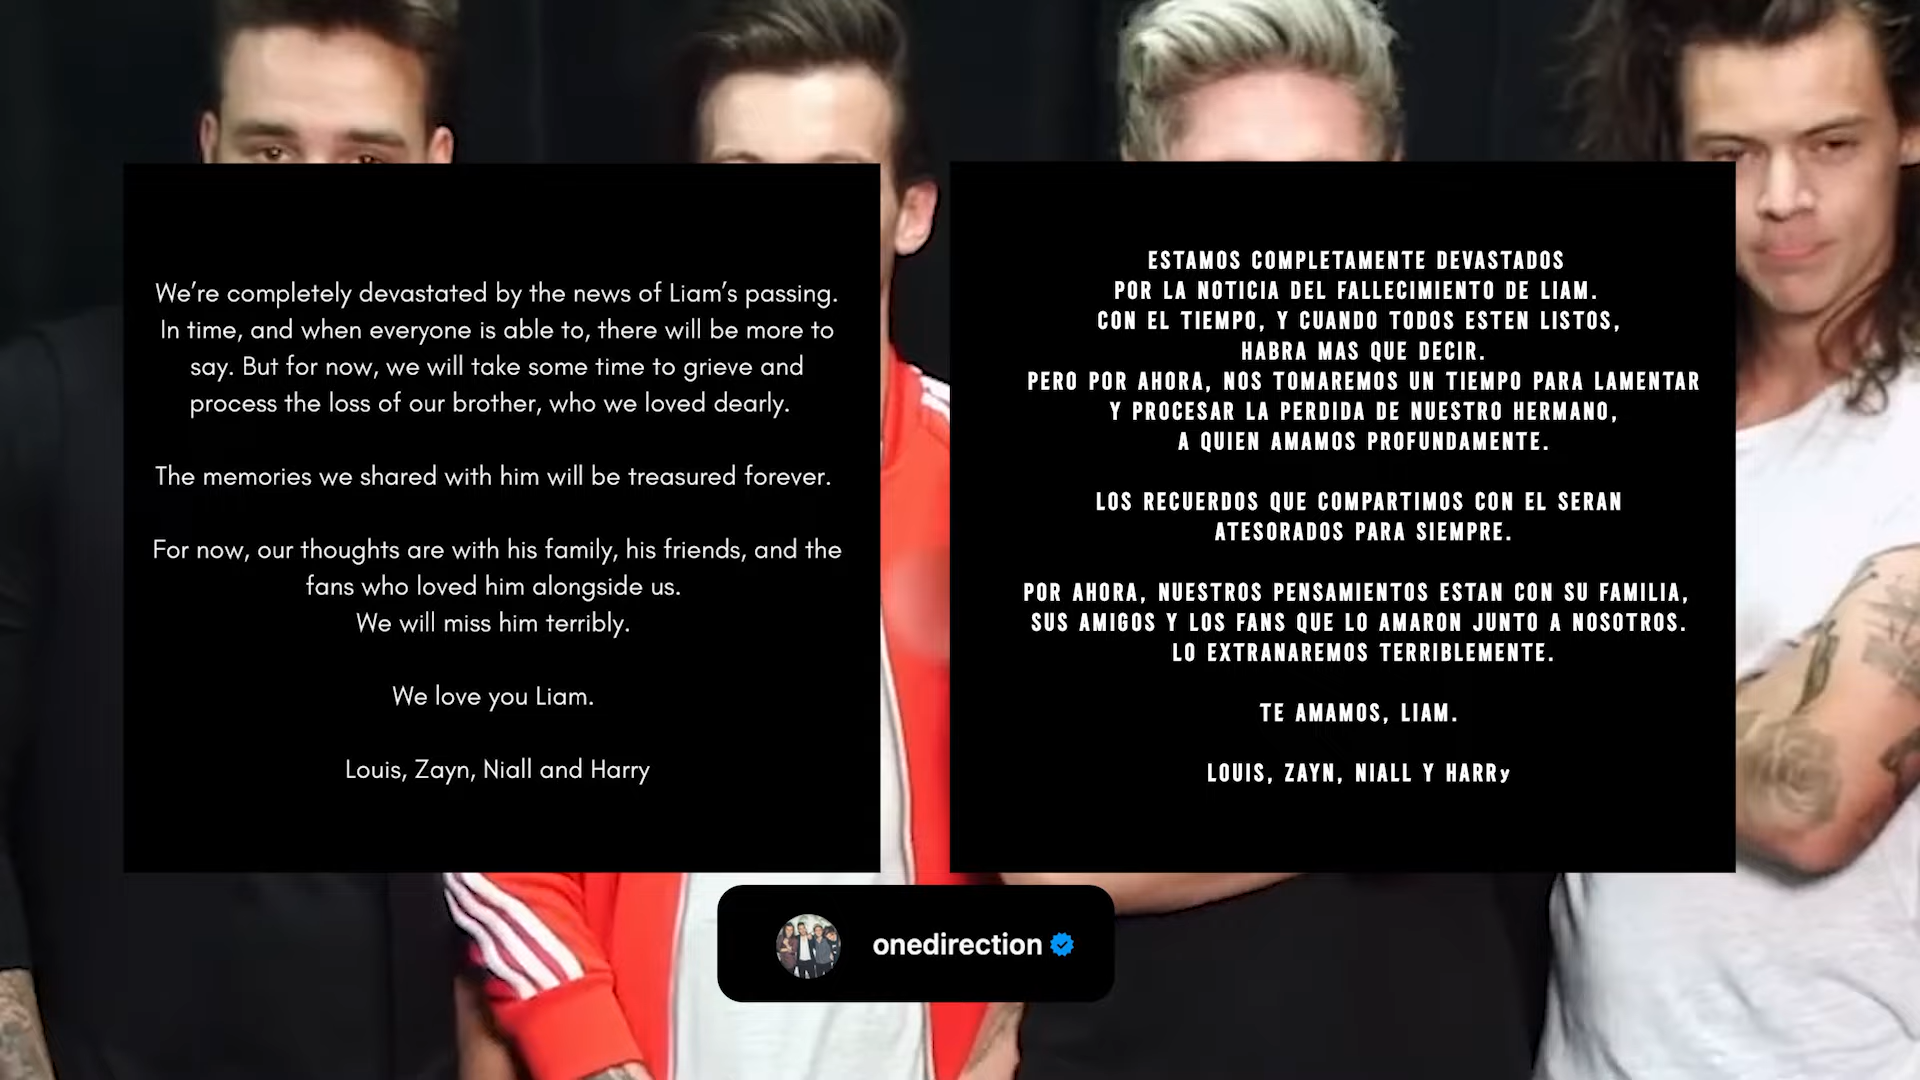 We're completely devastated by the news of Liam's passing.
In time, and when everyone is able to, there will be more to
say. But for now, we will take some time to grieve and
process the loss of our brother, who we loved dearly.
The memories we shared with him will be treasured forever.
For now, our thoughts are with his family, his friends, and the
fans who loved him alongside us.
We will miss him terribly.
We love you Liam.
Louis, Zayn, Niall and Harry
ESTAMOS COMPLETAMENTE DEVASTADOS
POR LA NOTICIA DEL FALLECIMIENTO DE LIAM.
CON EL TIEMPO, Y CUANDO TODOS ESTEN LISTOS,
HABRA MAS QUE DECIR.
PERO POR AHORA, NOS TOMAREMOS UN TIEMPO PARA LAMENTAR
Y PROCESAR LA PERDIDA DE NUESTRO HERMANO,
A QUIEN AMAMOS PROFUNDAMENTE.
LOS RECUERDOS QUE COMPARTIMOS CON EL SERAN
ATESORADOS PARA SIEMPRE.
POR AHORA, NUESTROS PENSAMIENTOS ESTAN CON SU FAMILIA,
SUS AMIGOS Y LOS FANS QUE LO AMARON JUNTO A NOSOTROS.
LO EXTRANAREMOS TERRIBLEMENTE.
TE AMAMOS, LIAM.
LOUIS, ZAYN, NIALL Y HARRy
onedirection